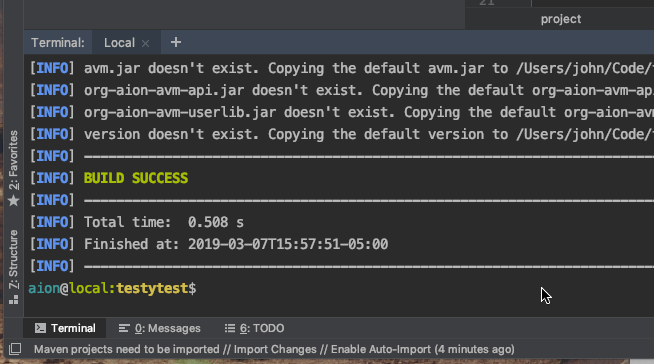 21
project
Terminal: Local × +
[INFO] avm.jar doesn't exist. Copying the default avm.jar to /Users/john/Code/
[INFO] org-aion-avm-api.jar doesn't exist. Copying the default org-aion-avm-ap
[INFO] org-aion-avm-userlib.jar doesn't exist. Copying the default org-aion-av
[INFO] version doesn't exist. Copying the default version to /Users/john/Code/
[INFO] ------------------------------------------------------------------------
[INFO] BUILD SUCCESS
[INFO] ------------------------------------------------------------------------
[INFO] Total time:  0.508 s
[INFO] Finished at: 2019-03-07T15:57:51-05:00
[INFO] ------------------------------------------------------------------------
aion@local:testytest$
2: Favorites
7: Structure
Terminal 0: Messages 6: TODO
Maven projects need to be imported // Import Changes // Enable Auto-Import (4 minutes ago)